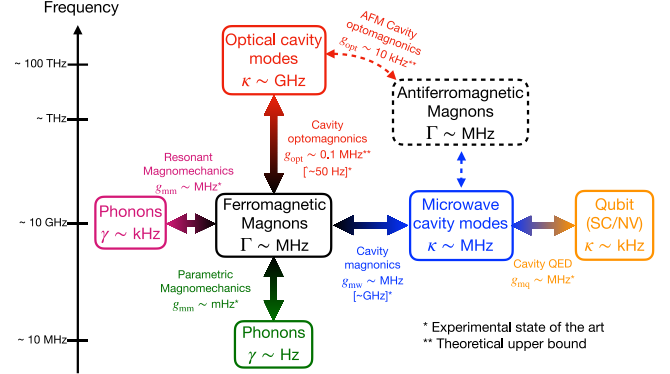 Frequency
~ 100 THz
~ THz
~ 10 GHz
~ 10 MHz
Optical cavity
modes
κ ∼ GHz
AFM Cavity
optomagnonics
g_opt ∼ 10 kHz**
Antiferromagnetic
Magnons
Γ ∼ MHz
Cavity
optomagnonics
g_opt ∼ 0.1 MHz**
[~50 Hz]*
Resonant
Magnomechanics
g_mm ∼ MHz*
Phonons
γ ∼ kHz
Ferromagnetic
Magnons
Γ ∼ MHz
Microwave
cavity modes
κ ∼ MHz
Qubit
(SC/NV)
κ ∼ kHz
Cavity
magnonics
g_mw ∼ MHz
[~GHz]*
Cavity QED
g_mq ∼ MHz*
Parametric
Magnomechanics
g_mm ∼ mHz*
Phonons
γ ∼ Hz
* Experimental state of the art
** Theoretical upper bound